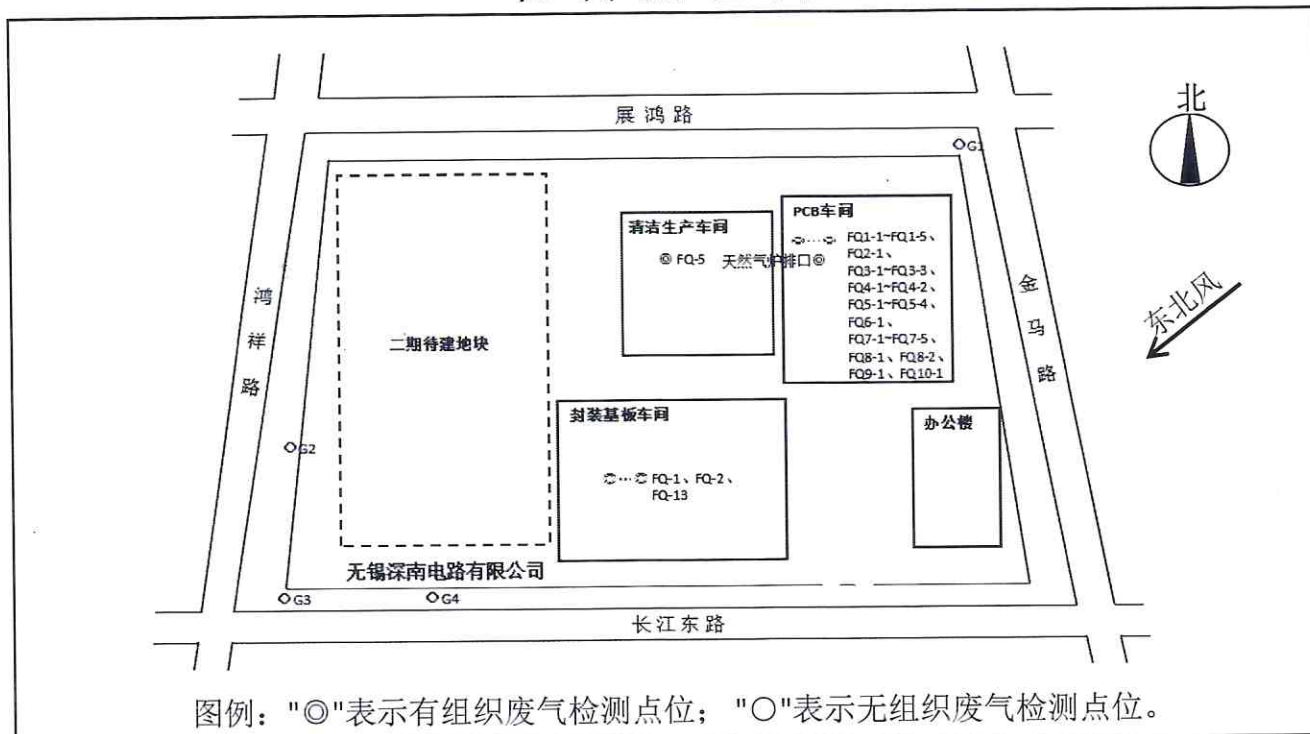 展鸿路
北
G1
PCB车间
清洁生产车间
FQ1-1~FQ1-5、
FQ-5
天然气炉排口
FQ2-1、
FQ3-1~FQ3-3、
FQ4-1~FQ4-2、
FQ5-1~FQ5-4、
FQ6-1、
FQ7-1~FQ7-5、
FQ8-1、FQ8-2、
FQ9-1、FQ10-1
鸿祥路
金马路
东北风
二期待建地块
封装基板车间
办公楼
G2
FQ-1、FQ-2、
FQ-13
无锡深南电路有限公司
G3
G4
长江东路
图例："◎"表示有组织废气检测点位；"○"表示无组织废气检测点位。